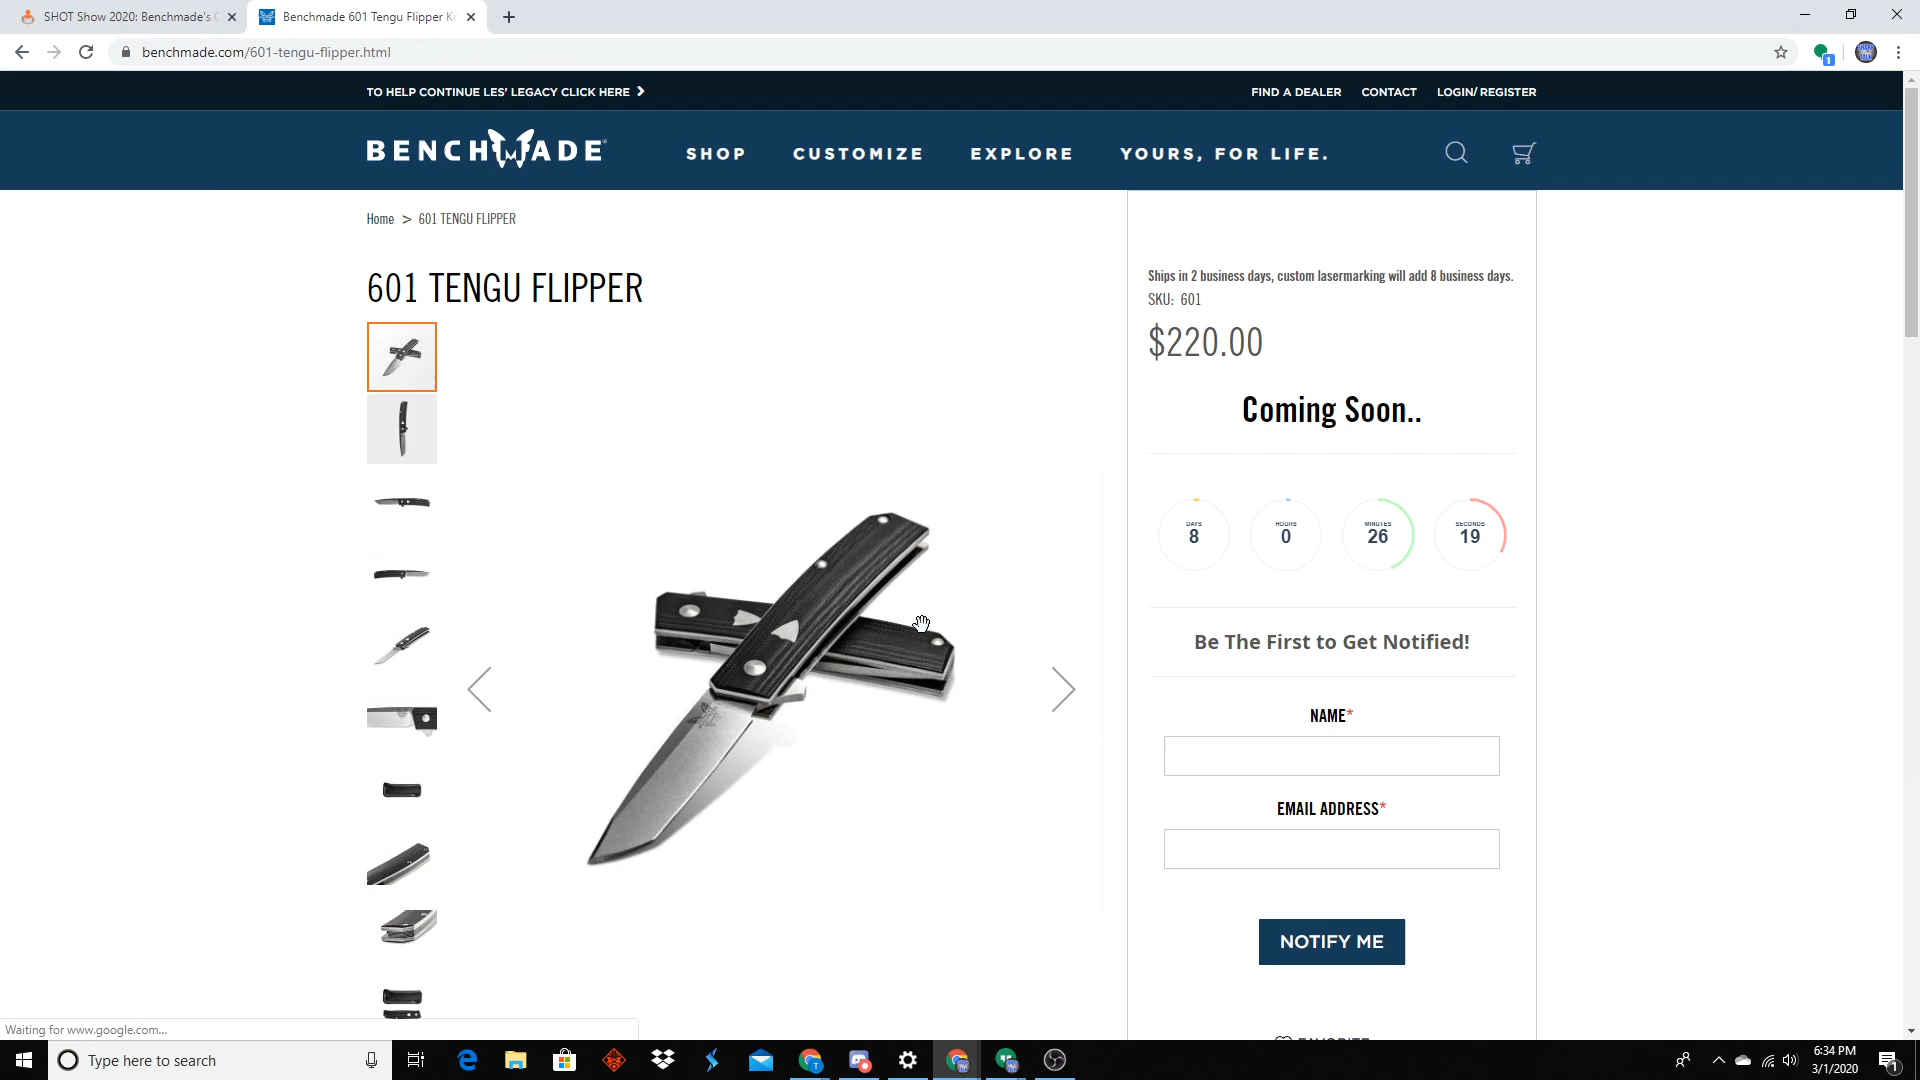 SHOT Show 2020: Benchmade's
Benchmade 601 Tengu Flipper Kn
benchmade.com/601-tengu-flipper.html
1
TO HELP CONTINUE LES' LEGACY CLICK HERE
FIND A DEALER CONTACT LOGIN/ REGISTER
BENCHMADE
SHOP CUSTOMIZE EXPLORE YOURS, FOR LIFE.
Home > 601 TENGU FLIPPER
601 TENGU FLIPPER
Ships in 2 business days, custom lasermarking will add 8 business days.
SKU: 601
$220.00
Coming Soon..
DAYS HOURS MINUTES SECONDS
8 0 26 19
Be The First to Get Notified!
NAME*
EMAIL ADDRESS*
NOTIFY ME
FAVORITE
Waiting for www.google.com...
Type here to search
6:34 PM
3/1/2020
1